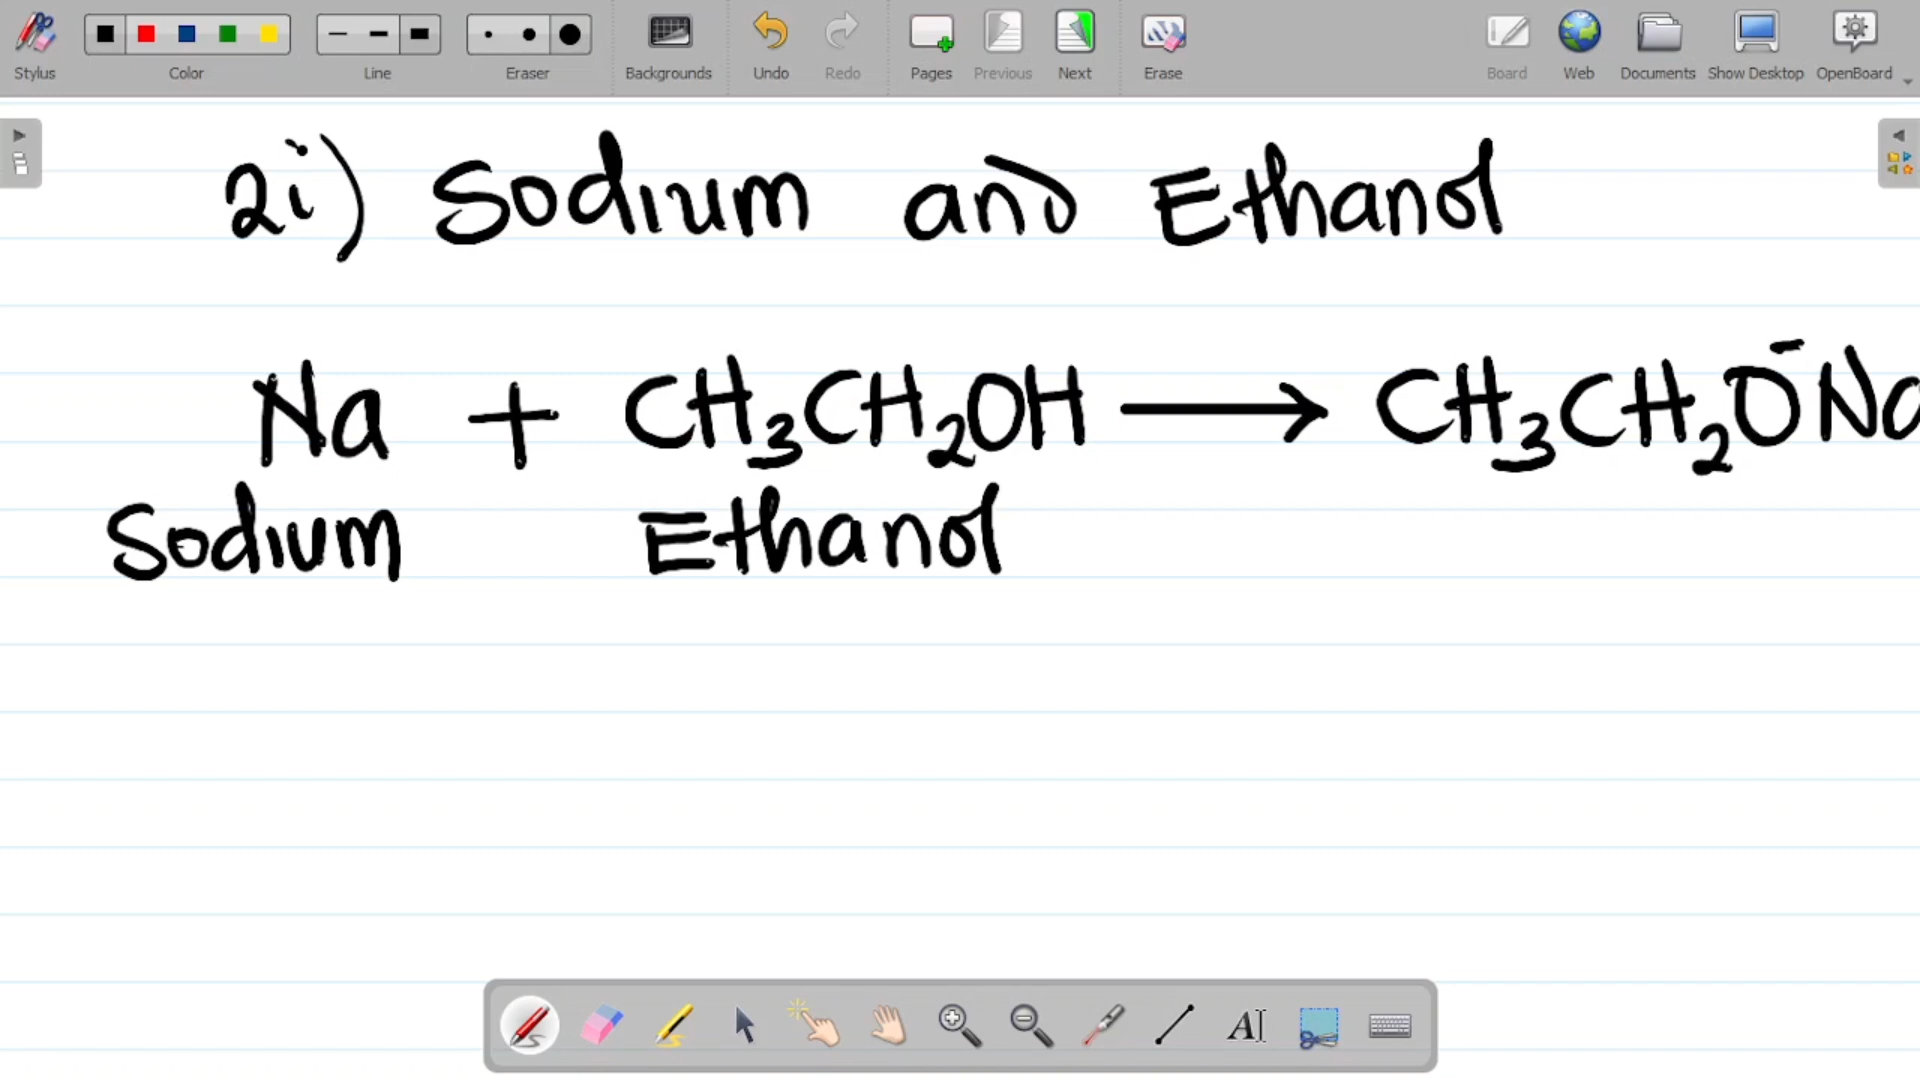 Stylus Color Line Eraser Backgrounds Undo Redo Pages Previous Next Erase Board Web Documents Show Desktop OpenBoard
2i) Sodium and Ethanol
Na + CH₃CH₂OH ⟶ CH₃CH₂O⁻Na
Sodium Ethanol